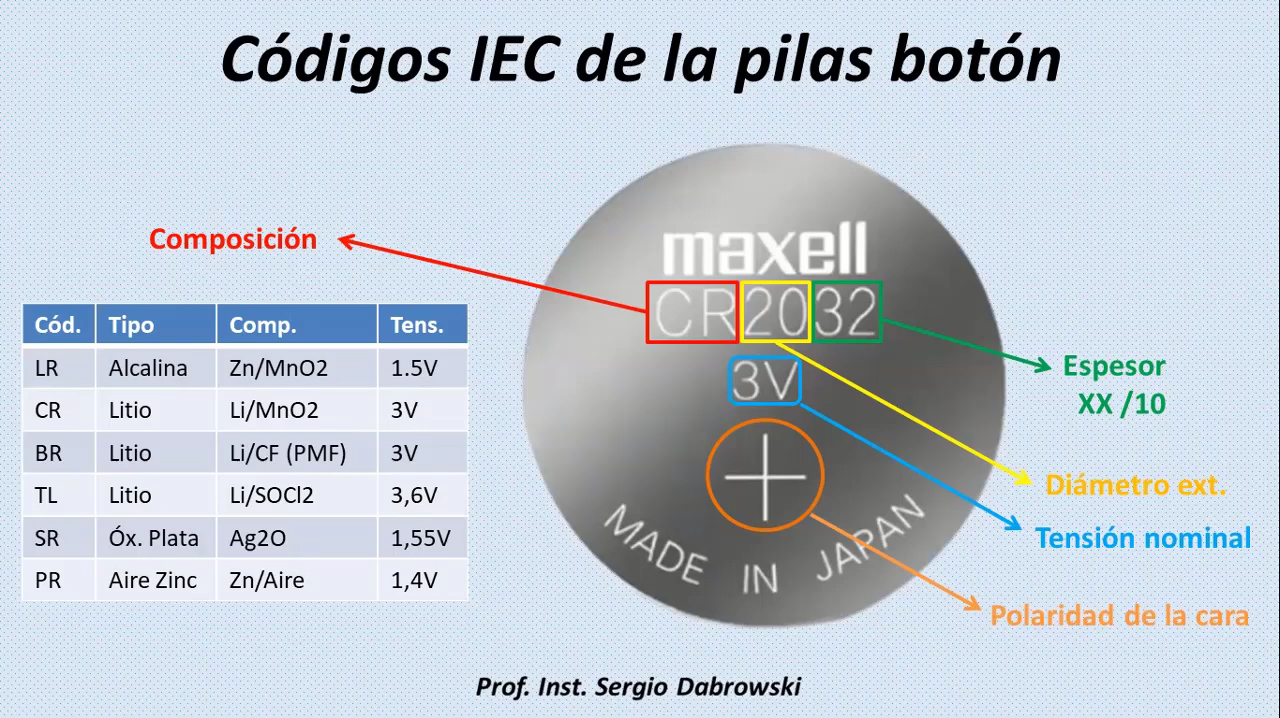 Códigos IEC de la pilas botón
Composición
Cód. Tipo Comp. Tens.
LR Alcalina Zn/MnO2 1.5V
CR Litio Li/MnO2 3V
BR Litio Li/CF (PMF) 3V
TL Litio Li/SOCl2 3,6V
SR Óx. Plata Ag2O 1,55V
PR Aire Zinc Zn/Aire 1,4V
maxell
CR2032
3V
+
MADE IN JAPAN
Espesor
XX /10
Diámetro ext.
Tensión nominal
Polaridad de la cara
Prof. Inst. Sergio Dabrowski